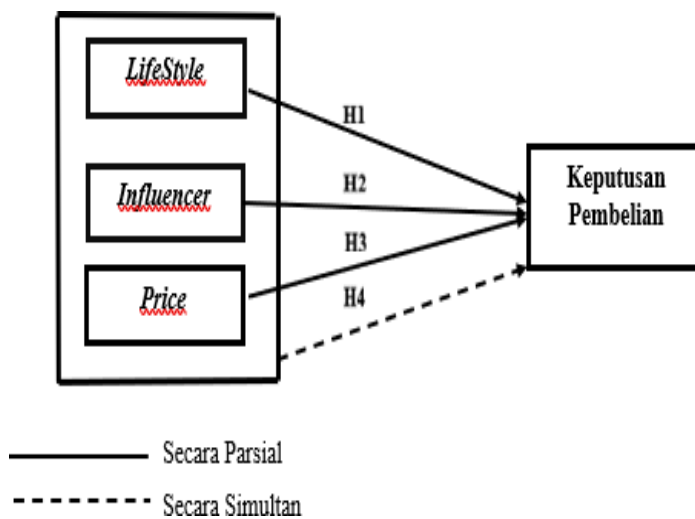 LifeStyle
H1
Influencer
H2
Keputusan
Pembelian
H3
Price
H4
Secara Parsial
Secara Simultan